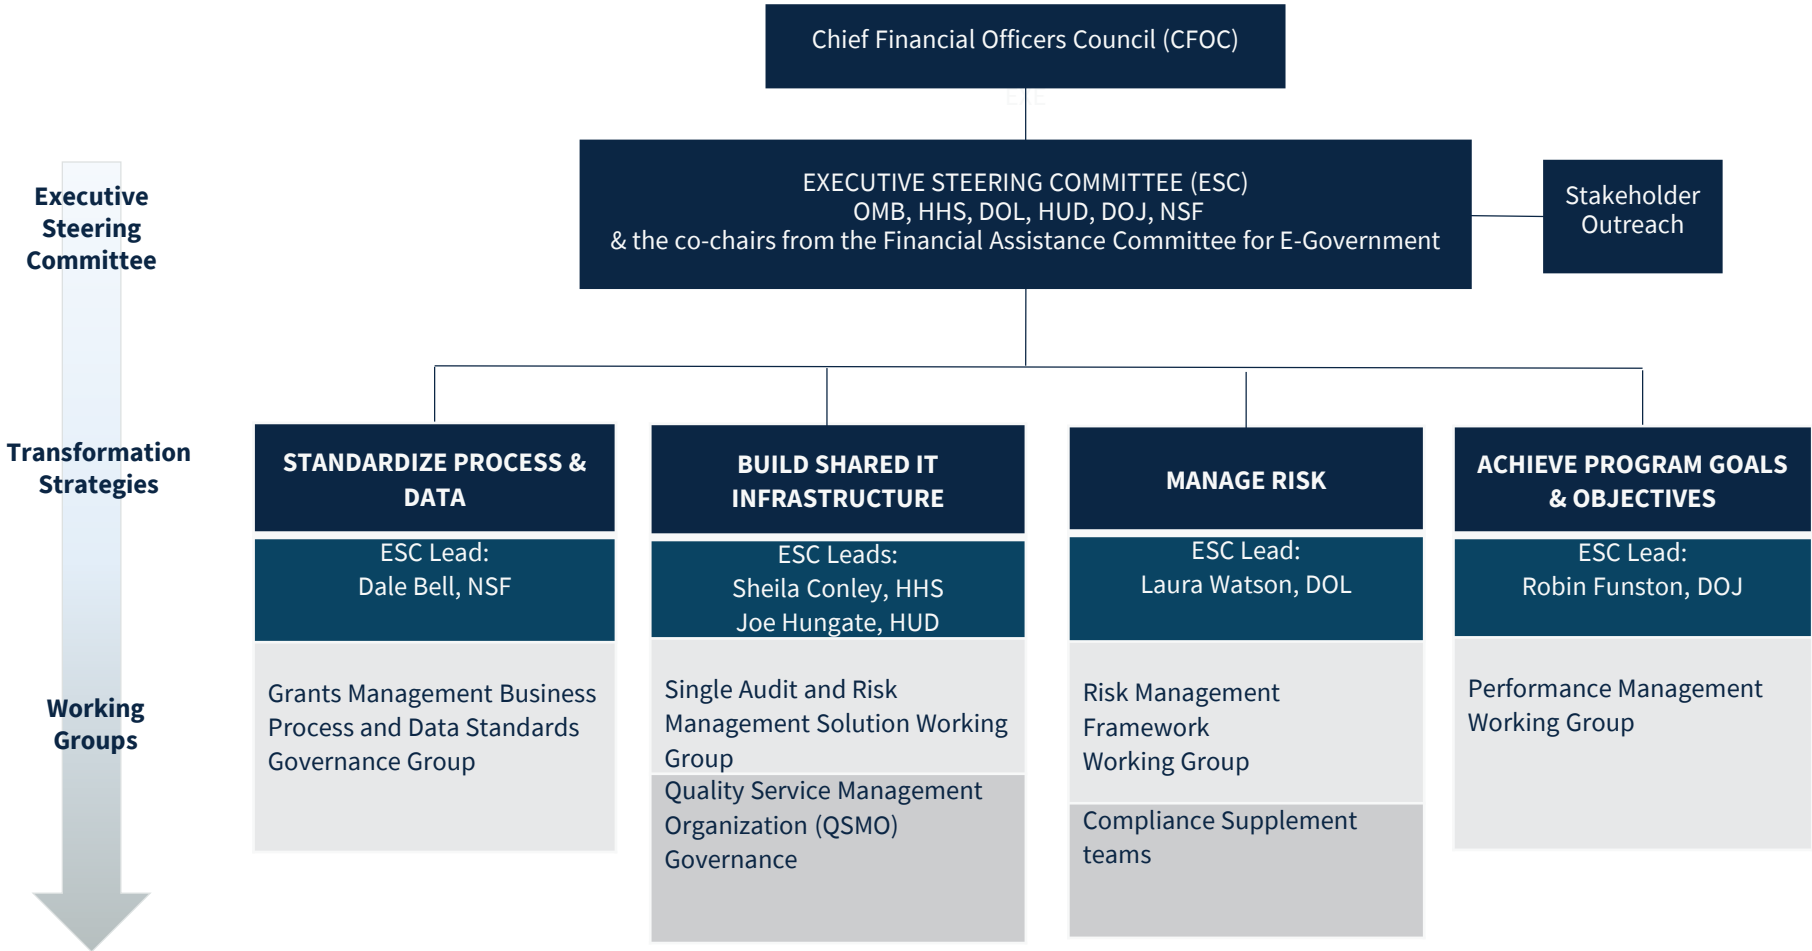 Chief Financial Officers Council (CFOC)
EXE
EXECUTIVE STEERING COMMITTEE (ESC)
OMB, HHS, DOL, HUD, DOJ, NSF
& the co-chairs from the Financial Assistance Committee for E-Government
Stakeholder
Outreach
Executive
Steering
Committee
Transformation
Strategies
Working
Groups
STANDARDIZE PROCESS &
DATA
ESC Lead:
Dale Bell, NSF
Grants Management Business
Process and Data Standards
Governance Group
BUILD SHARED IT
INFRASTRUCTURE
ESC Leads:
Sheila Conley, HHS
Joe Hungate, HUD
Single Audit and Risk
Management Solution Working
Group
Quality Service Management
Organization (QSMO)
Governance
MANAGE RISK
ESC Lead:
Laura Watson, DOL
Risk Management
Framework
Working Group
Compliance Supplement
teams
ACHIEVE PROGRAM GOALS
& OBJECTIVES
ESC Lead:
Robin Funston, DOJ
Performance Management
Working Group